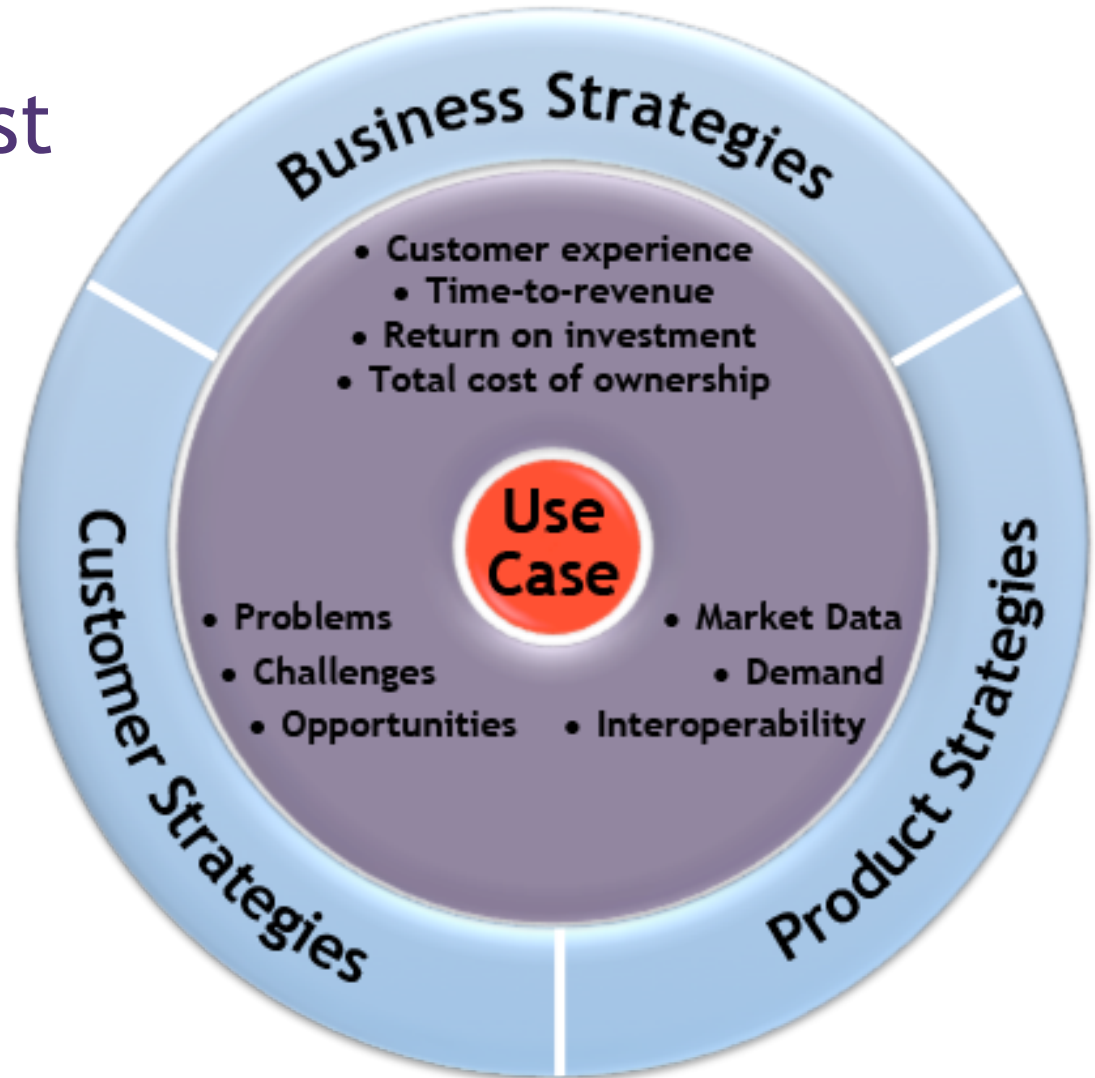 st
Business Strategies
• Customer experience
• Time-to-revenue
• Return on investment
• Total cost of ownership
Use
Case
Customer Strategies
• Problems
• Challenges
• Opportunities
Product Strategies
• Market Data
• Demand
• Interoperability